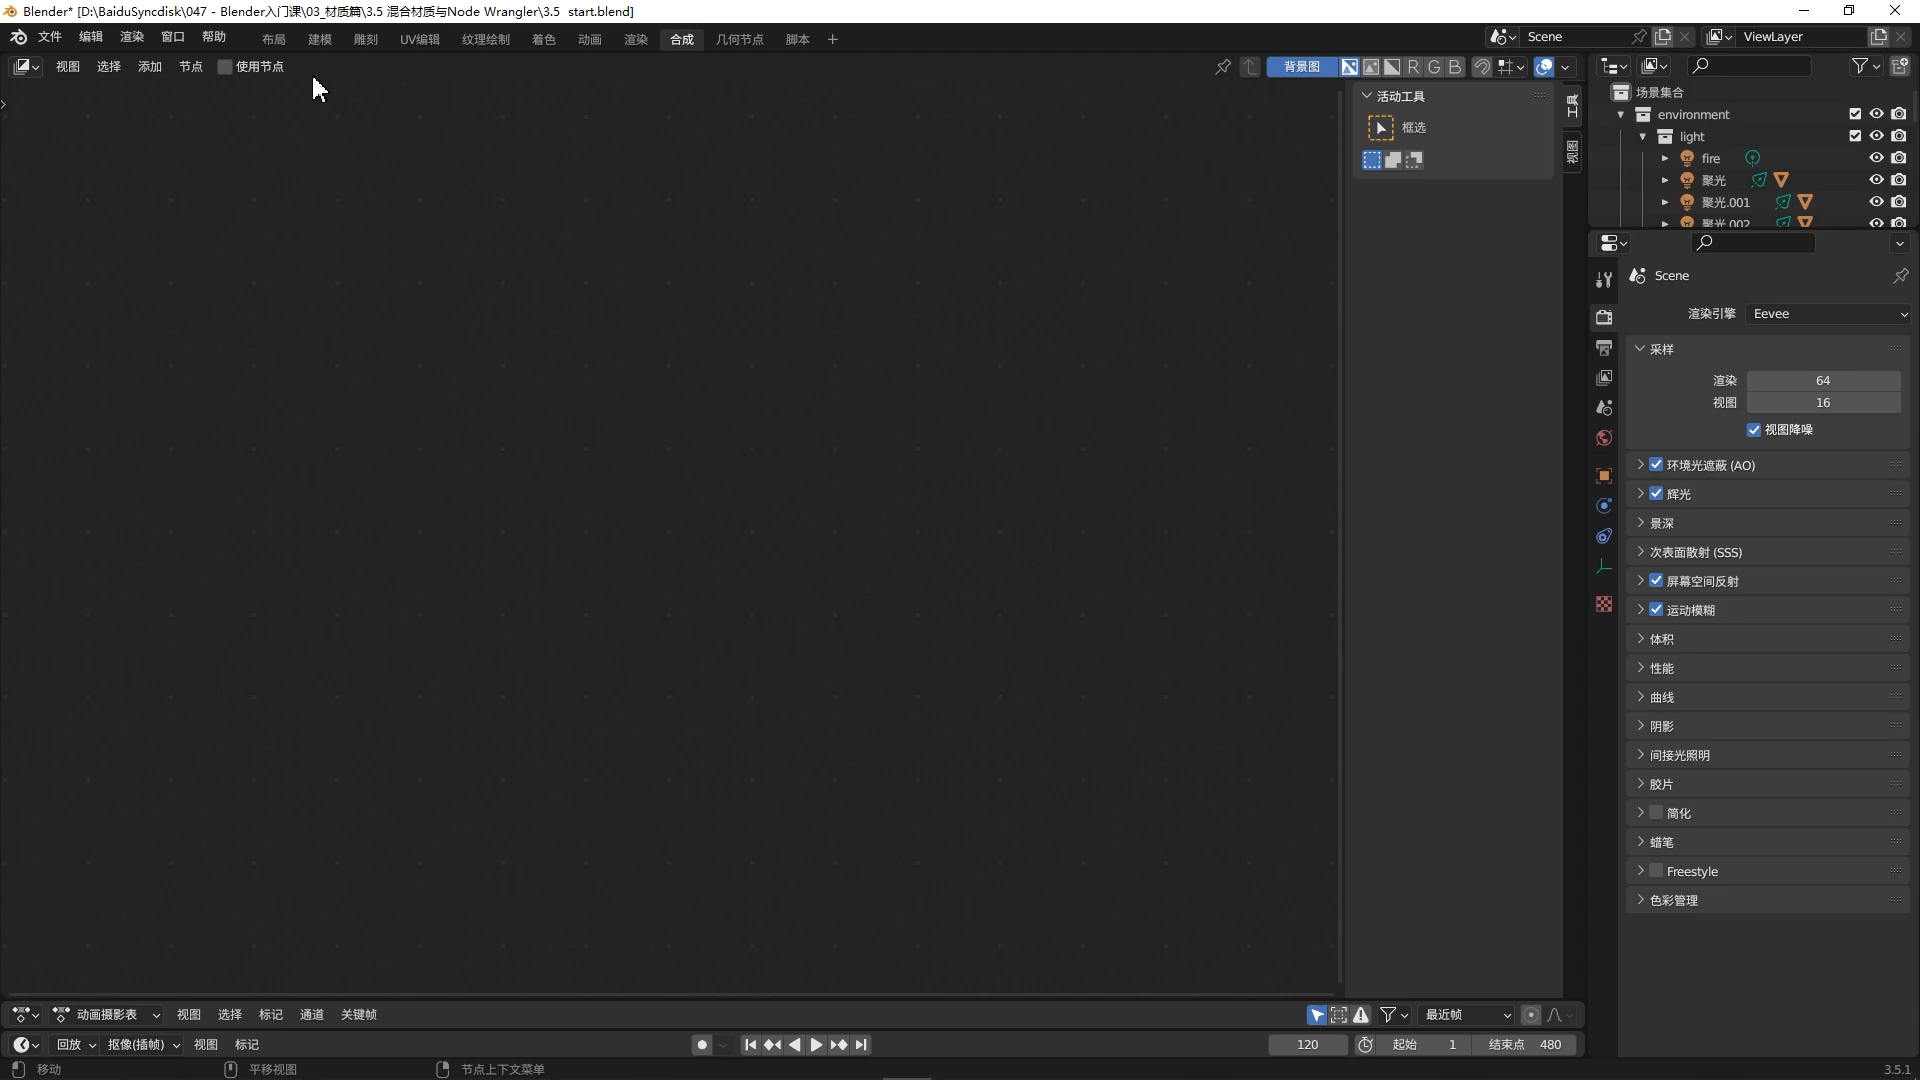 Blender* [D:\BaiduSyncdisk\047 - Blender入门课\03_材质篇\3.5 混合材质与Node Wrangler\3.5  start.blend]
文件 编辑 渲染 窗口 帮助 布局 建模 雕刻 UV编辑 纹理绘制 着色 动画 渲染 合成 几何节点 脚本 + Scene ViewLayer
视图 选择 添加 节点 使用节点 背景图 R G B
活动工具
框选
工具
视图
场景集合
environment
light
fire
聚光
聚光.001
聚光.002
Scene
渲染引擎 Eevee
采样
渲染 64
视图 16
视图降噪
环境光遮蔽 (AO)
辉光
景深
次表面散射 (SSS)
屏幕空间反射
运动模糊
体积
性能
曲线
阴影
间接光照明
胶片
简化
蜡笔
Freestyle
色彩管理
动画摄影表 视图 选择 标记 通道 关键帧 最近帧
回放 抠像(插帧) 视图 标记 120 起始 1 结束点 480
移动 平移视图 节点上下文菜单 3.5.1